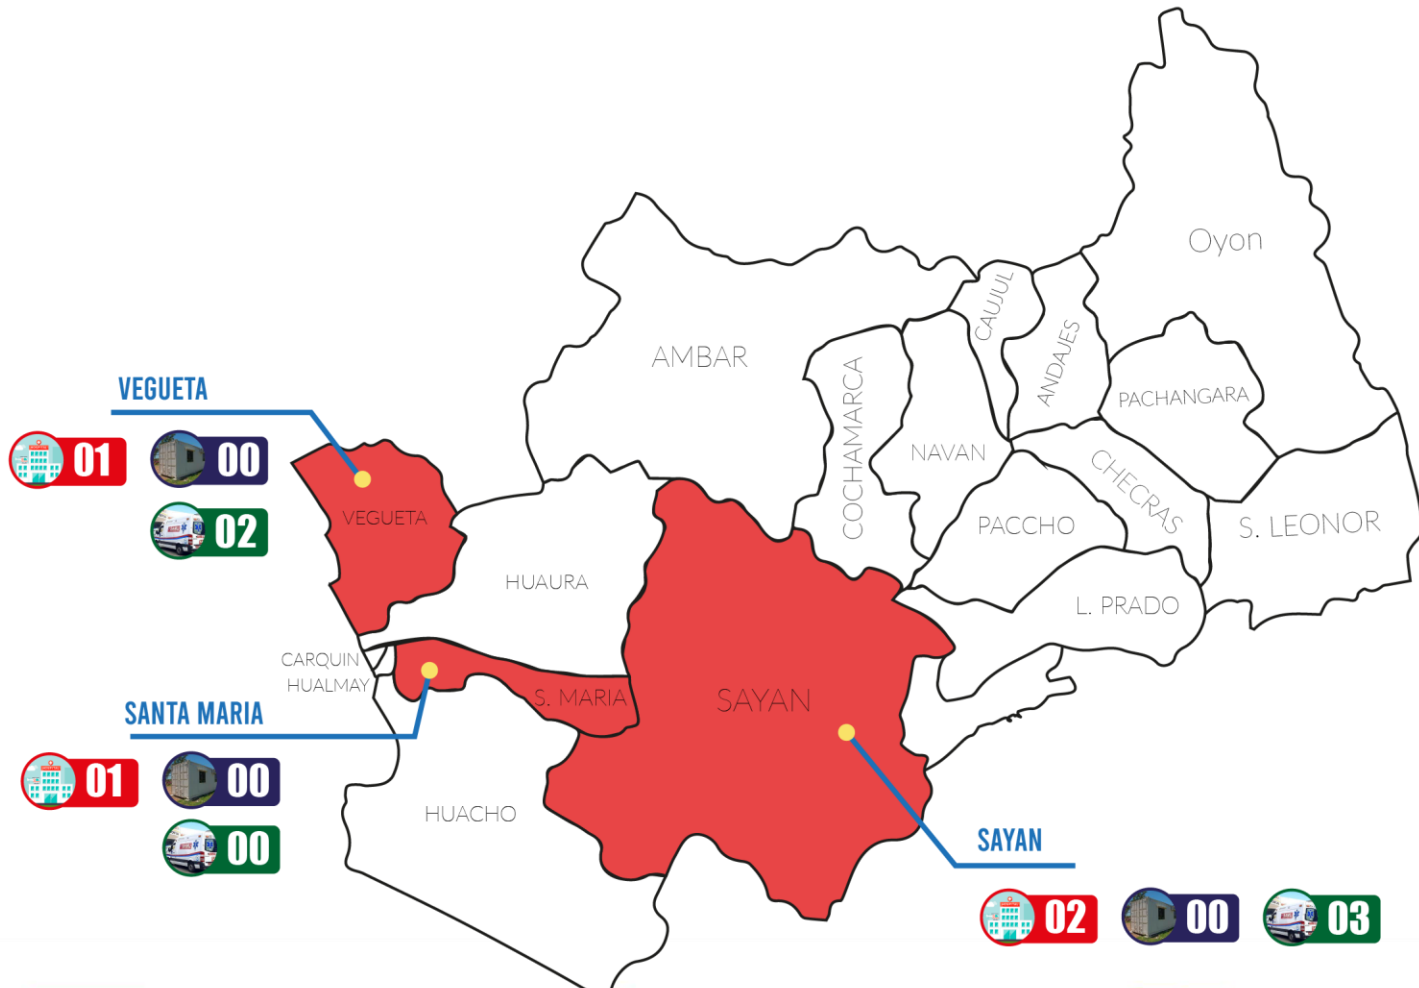 Oyon
CAUJUL
AMBAR
ANDAJES
COCHAMARCA
PACHANGARA
VEGUETA
01
00
02
NAVAN
CHECRAS
VEGUETA
PACCHO
S. LEONOR
HUAURA
L. PRADO
CARQUIN
HUALMAY
S. MARIA
SAYAN
SANTA MARIA
01
00
00
HUACHO
SAYAN
02
00
03